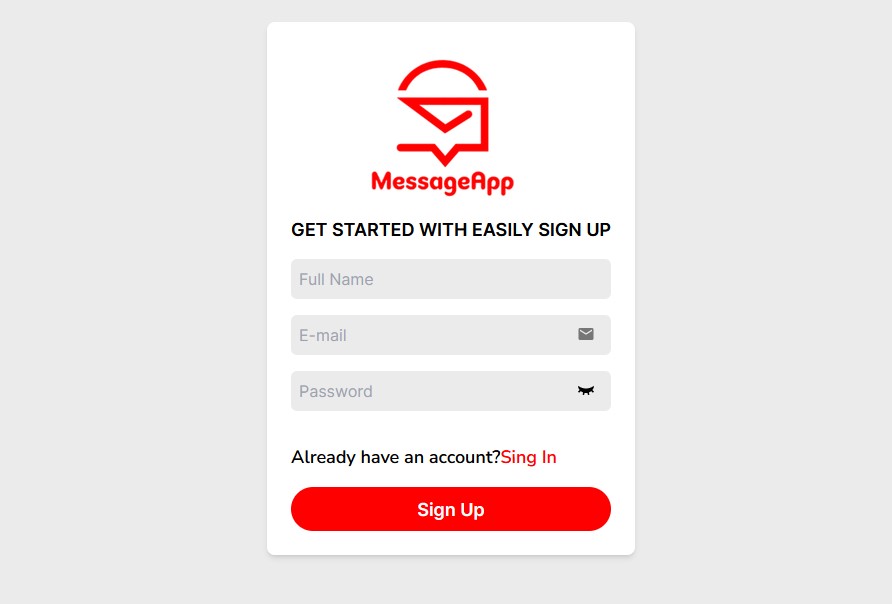 MessageApp
GET STARTED WITH EASILY SIGN UP
Full Name
E-mail
Password
Already have an account?Sing In
Sign Up